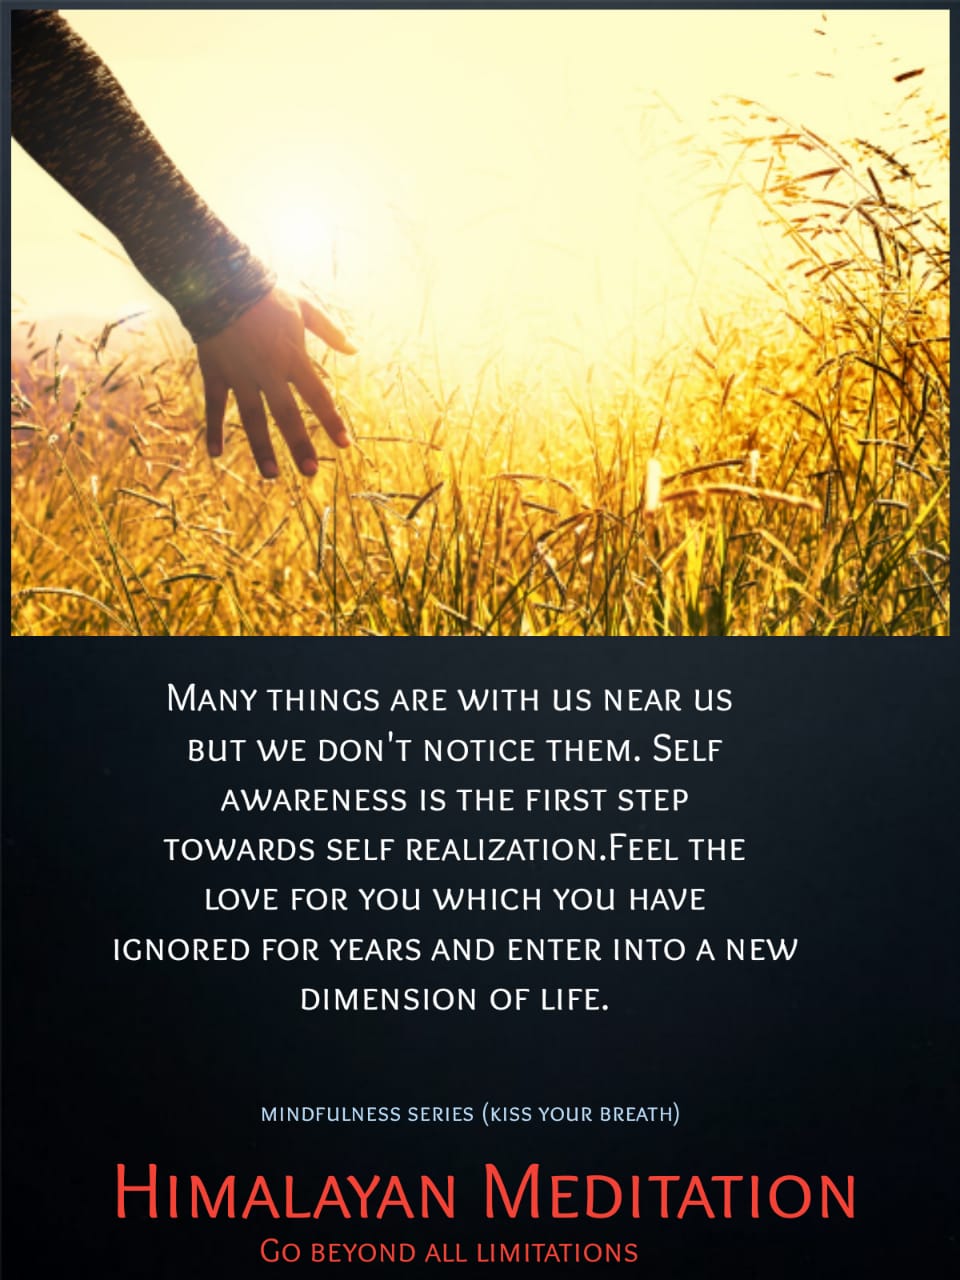 Many things are with us near us
but we don't notice them. Self
awareness is the first step
towards self realization.Feel the
love for you which you have
ignored for years and enter into a new
dimension of life.
mindfulness series (kiss your breath)
Himalayan Meditation
Go beyond all limitations